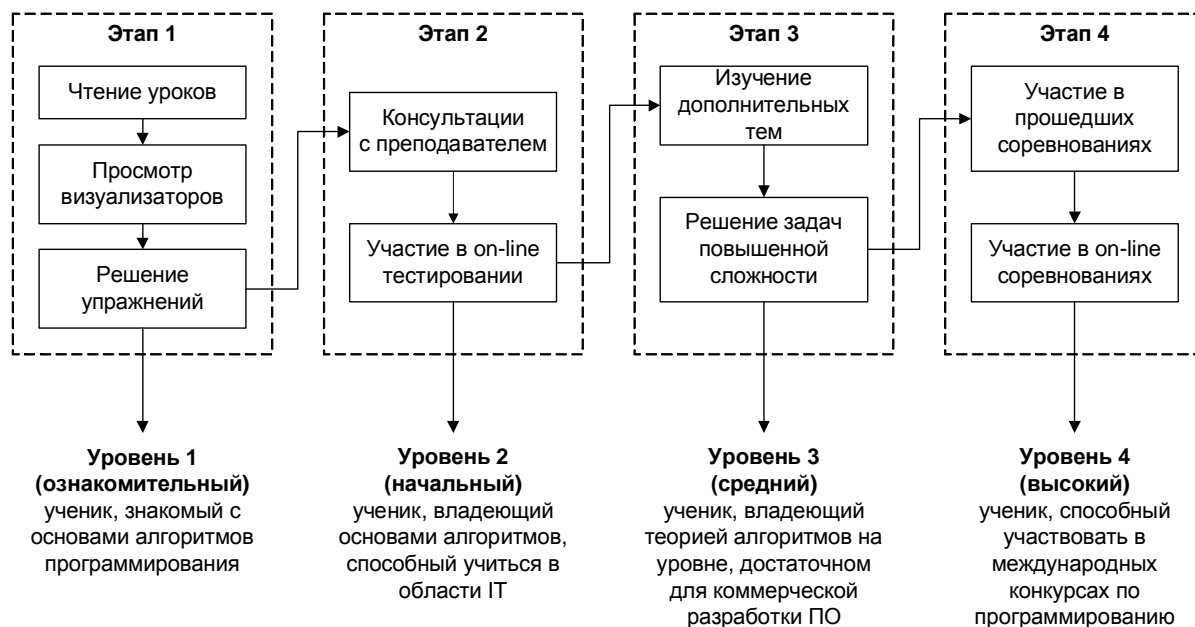 Этап 1
Чтение уроков
Просмотр
визуализаторов
Решение
упражнений
Уровень 1
(ознакомительный)
ученик, знакомый с
основами алгоритмов
программирования
Этап 2
Консультации
с преподавателем
Участие в on-line
тестировании
Уровень 2
(начальный)
ученик, владеющий
основами алгоритмов,
способный учиться в
области IT
Этап 3
Изучение
дополнительных
тем
Решение задач
повышенной
сложности
Уровень 3
(средний)
ученик, владеющий
теорией алгоритмов на
уровне, достаточном
для коммерческой
разработки ПО
Этап 4
Участие в
прошедших
соревнованиях
Участие в on-line
соревнованиях
Уровень 4
(высокий)
ученик, способный
участвовать в
международных
конкурсах по
программированию